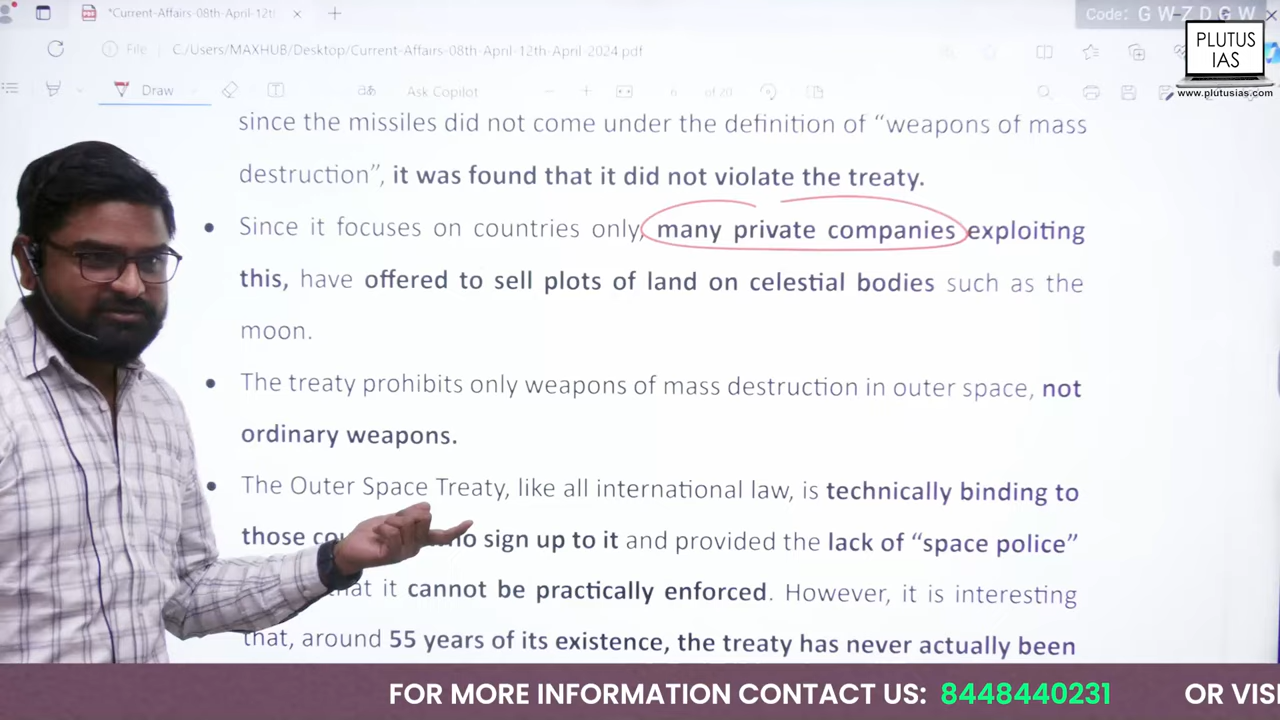 *Current-Affairs-08th-April-12tl
Code: G W Z D G W
File C:/Users/MAXHUB/Desktop/Current-Affairs-08th-April-12th-April-2024.pdf
PLUTUS
IAS
www.plutusias.com
Draw
Ask Copilot
6 of 20
since the missiles did not come under the definition of “weapons of mass
destruction”, it was found that it did not violate the treaty.
• Since it focuses on countries only, many private companies exploiting
this, have offered to sell plots of land on celestial bodies such as the
moon.
• The treaty prohibits only weapons of mass destruction in outer space, not
ordinary weapons.
• The Outer Space Treaty, like all international law, is technically binding to
those who sign up to it and provided the lack of “space police”
that it cannot be practically enforced. However, it is interesting
that, around 55 years of its existence, the treaty has never actually been
FOR MORE INFORMATION CONTACT US: 8448440231 OR VISI